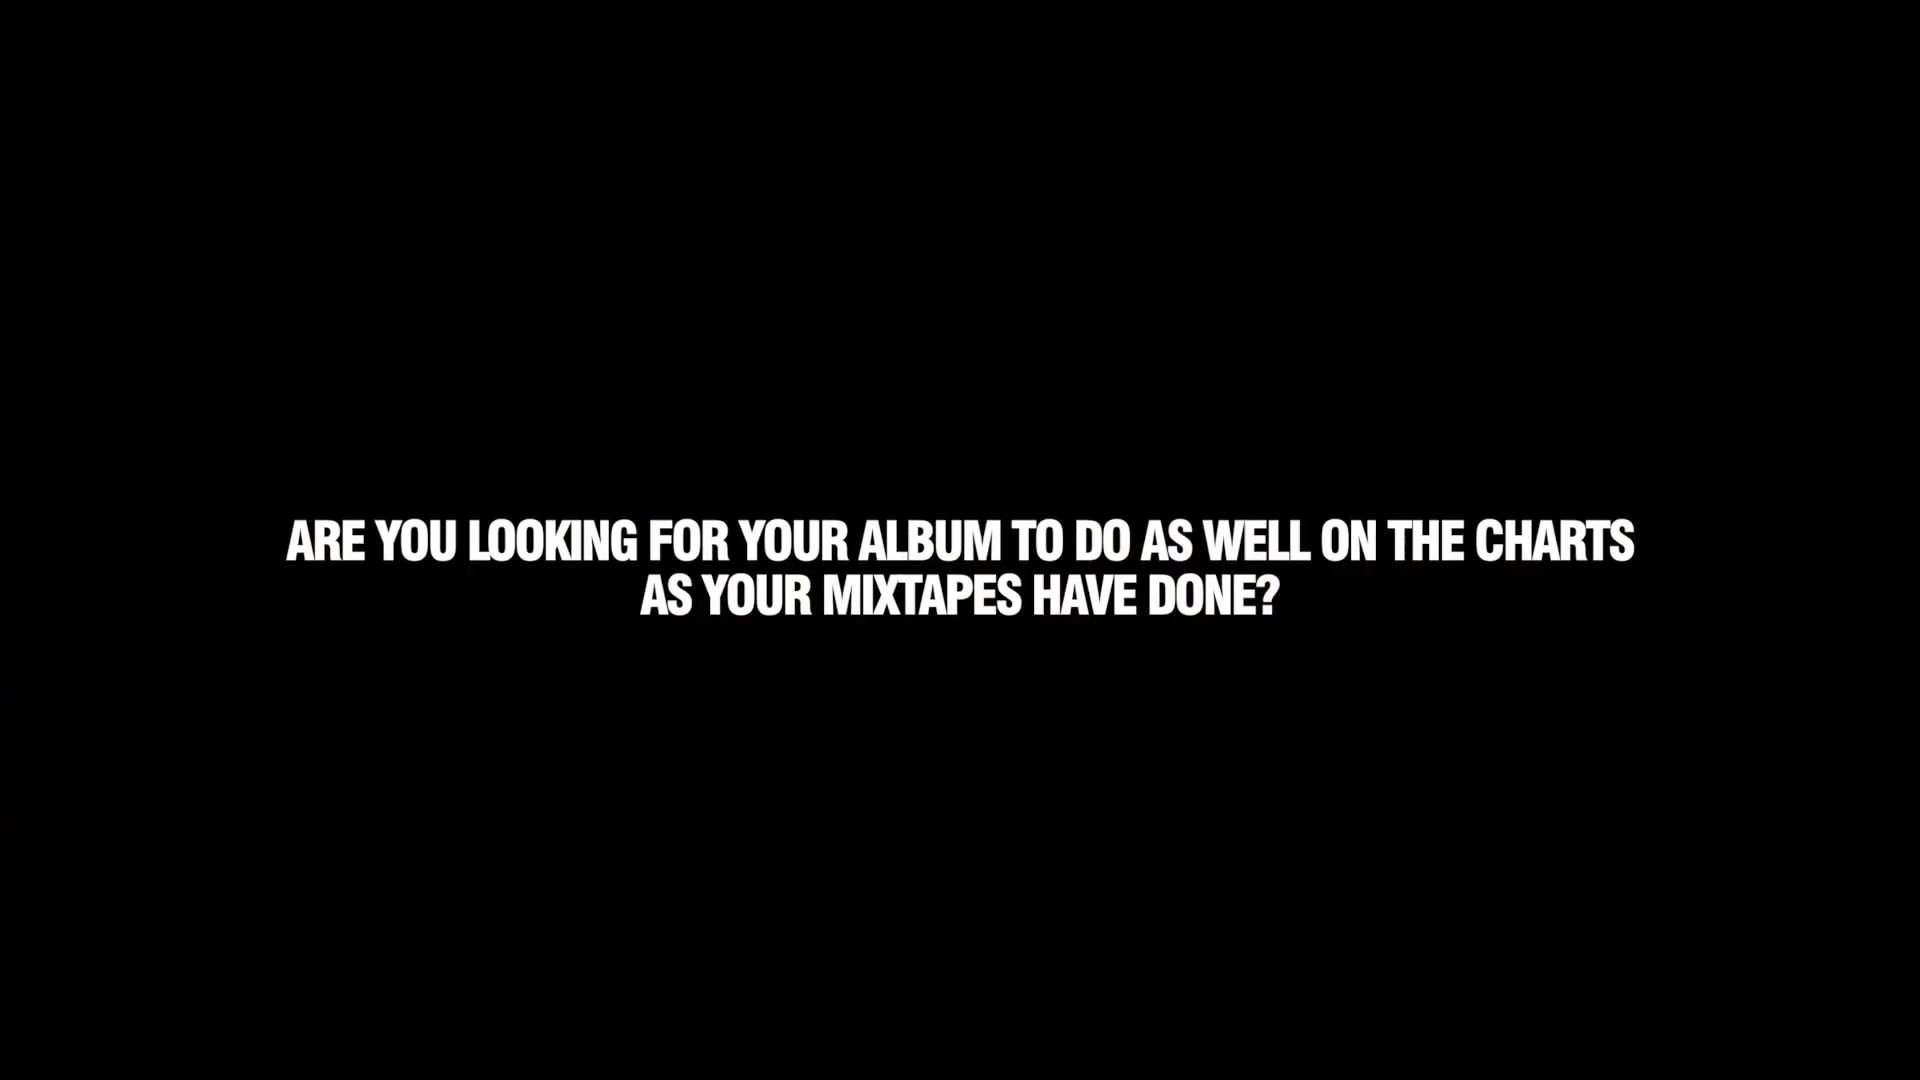 ARE YOU LOOKING FOR YOUR ALBUM TO DO AS WELL ON THE CHARTS
AS YOUR MIXTAPES HAVE DONE?